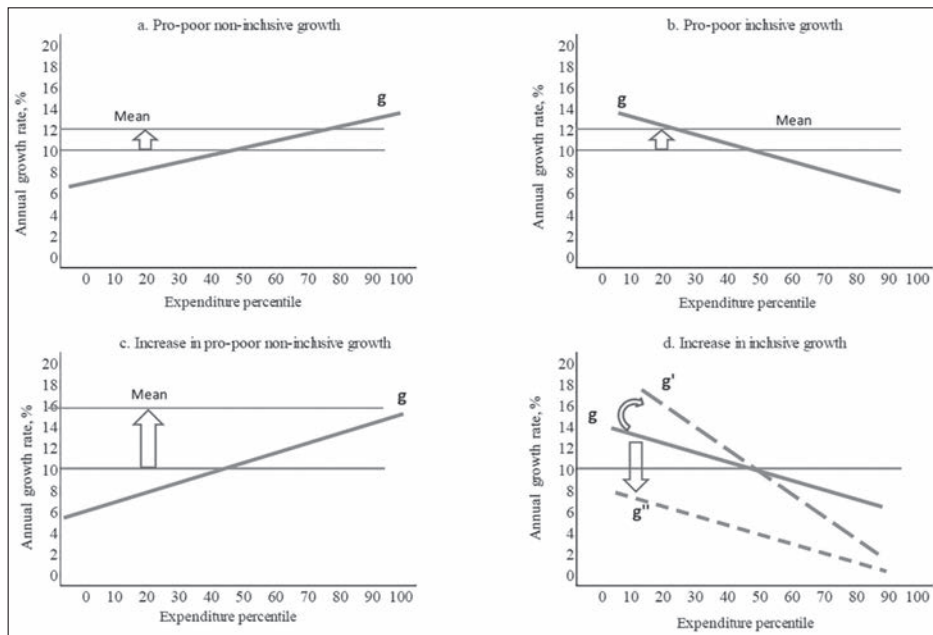 a. Pro-poor non-inclusive growth
Annual growth rate, %
20
18
16
14
12
10
8
6
4
2
0
Mean
g
0 10 20 30 40 50 60 70 80 90 100
Expenditure percentile
b. Pro-poor inclusive growth
Annual growth rate, %
20
18
16
14
12
10
8
6
4
2
0
g
Mean
0 10 20 30 40 50 60 70 80 90 100
Expenditure percentile
c. Increase in pro-poor non-inclusive growth
Annual growth rate, %
20
18
16
14
12
10
8
6
4
2
0
Mean
g
0 10 20 30 40 50 60 70 80 90 100
Expenditure percentile
d. Increase in inclusive growth
Annual growth rate, %
20
18
16
14
12
10
8
6
4
2
0
g'
g
g"
0 10 20 30 40 50 60 70 80 90 100
Expenditure percentile